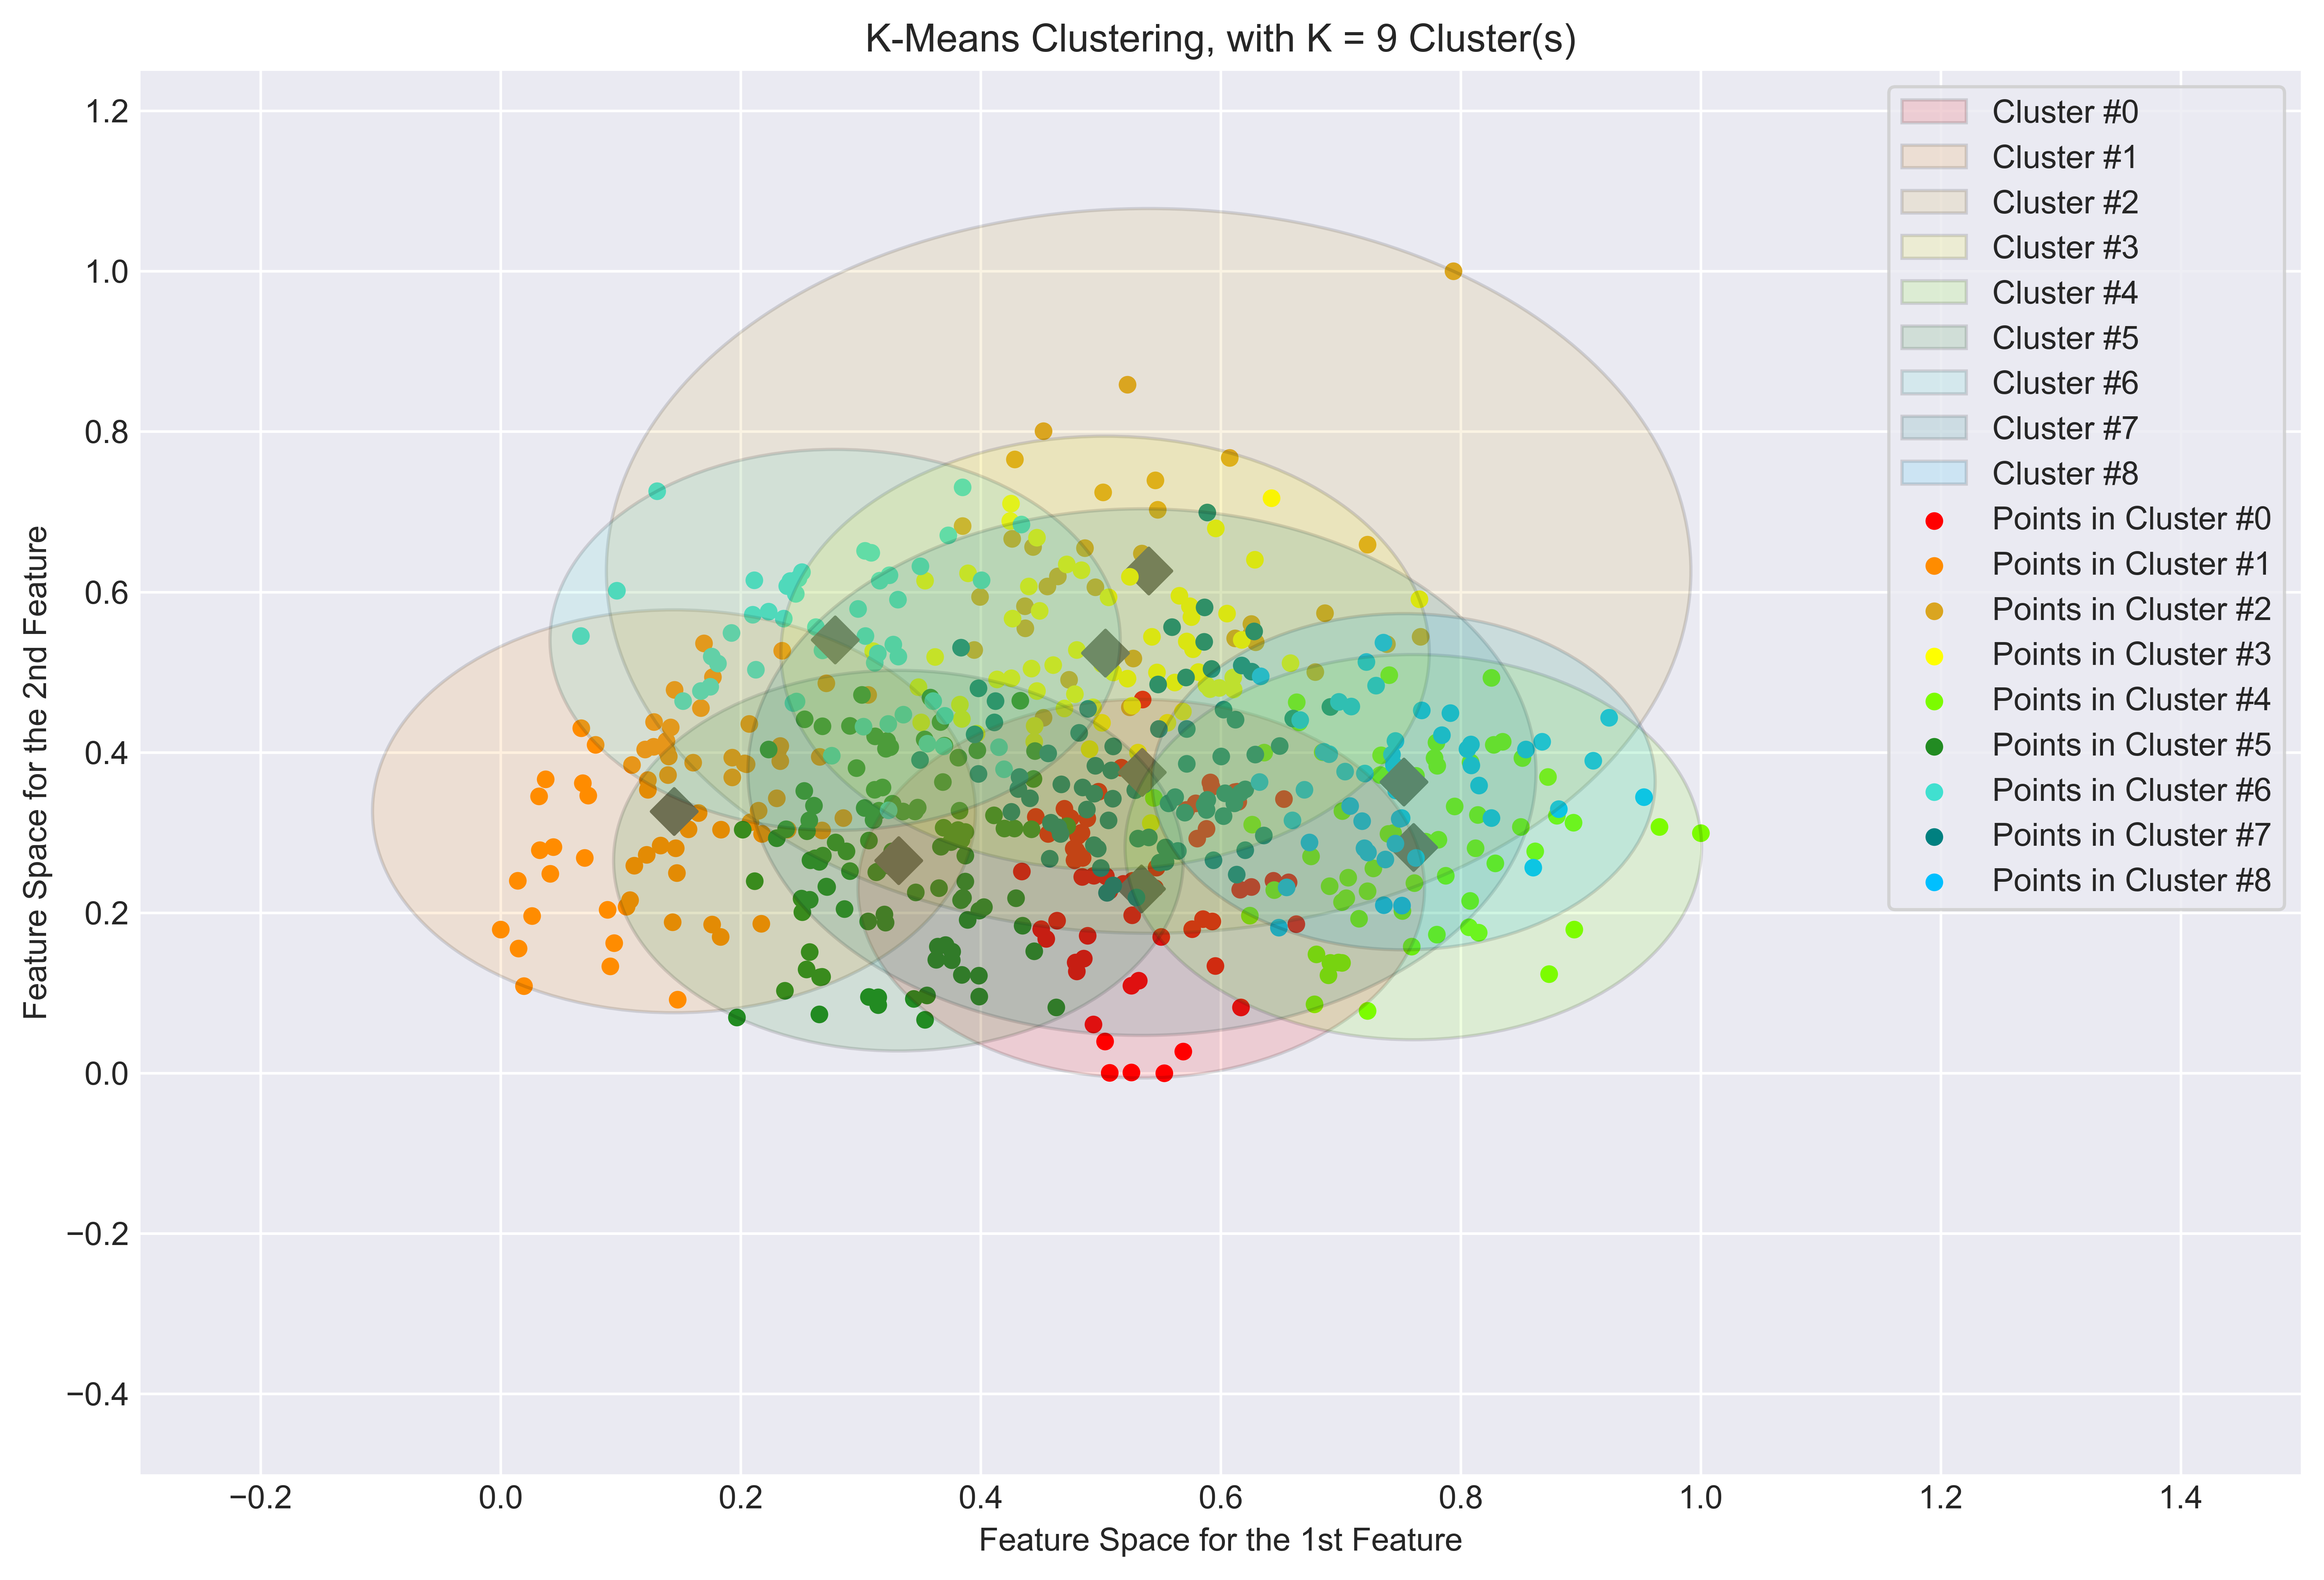 K-Means Clustering, with K = 9 Cluster(s)
Cluster #0
Cluster #1
Cluster #2
Cluster #3
Cluster #4
Cluster #5
Cluster #6
Cluster #7
Cluster #8
Points in Cluster #0
Points in Cluster #1
Points in Cluster #2
Points in Cluster #3
Points in Cluster #4
Points in Cluster #5
Points in Cluster #6
Points in Cluster #7
Points in Cluster #8
Feature Space for the 2nd Feature
1.2
1.0
0.8
0.6
0.4
0.2
0.0
−0.2
−0.4
−0.2 0.0 0.2 0.4 0.6 0.8 1.0 1.2 1.4
Feature Space for the 1st Feature